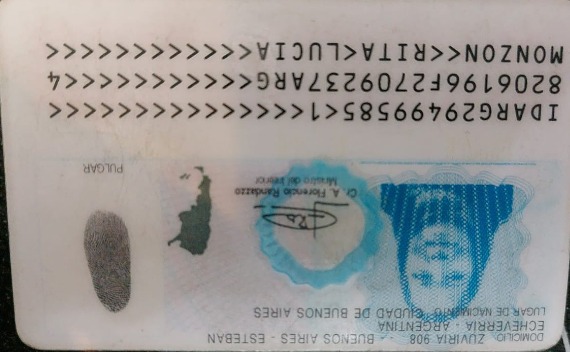 DOMICILIO ZUVIRIA 908 - - BUENOS AIRES - ESTEBAN
ECHEVERRIA - ARGENTINA
LUGAR DE NACIMIENTO CIUDAD DE BUENOS AIRES
Cr. A. Florencio Randazzo
Ministro del Interior
PULGAR
IDARG29499585<1<<<<<<<<<<<<<<<
8206196F2709237ARG<<<<<<<<<<<4
MONZON<<RITA<LUCIA<<<<<<<<<<<<